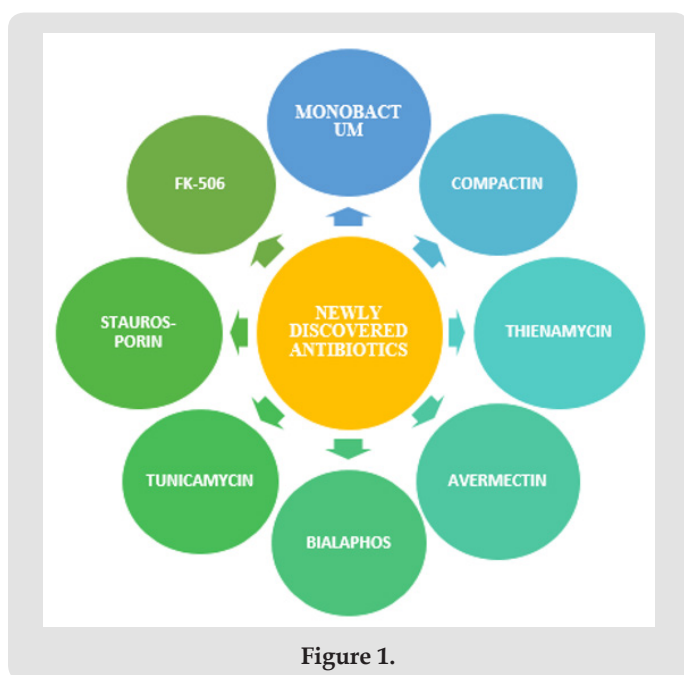 MONOBACT
UM
COMPACTIN
THIENAMYCIN
AVERMECTIN
BIALAPHOS
TUNICAMYCIN
STAUROS-
PORIN
FK-506
NEWLY
DISCOVERED
ANTIBIOTICS
Figure 1.